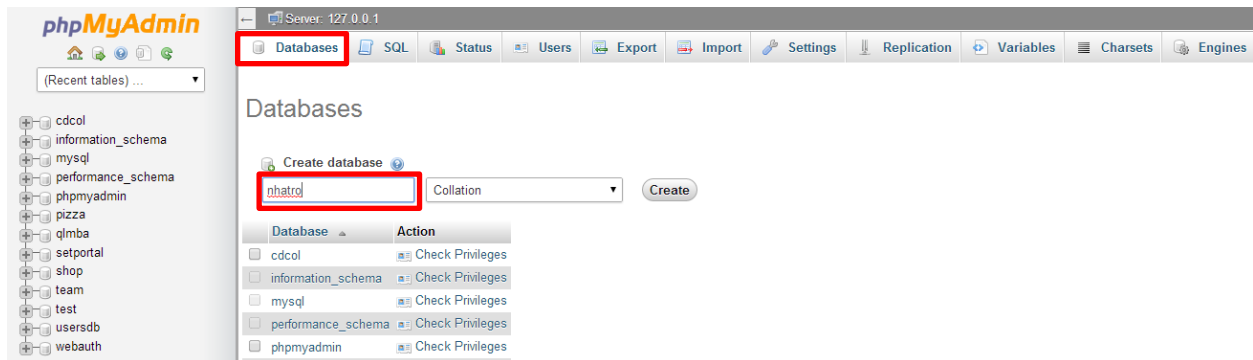 phpMyAdmin
(Recent tables) ...
cdcol
information_schema
mysql
performance_schema
phpmyadmin
pizza
qlmba
setportal
shop
team
test
usersdb
webauth
Server: 127.0.0.1
Databases SQL Status Users Export Import Settings Replication Variables Charsets Engines
Databases
Create database
nhatro Collation Create
Database Action
cdcol Check Privileges
information_schema Check Privileges
mysql Check Privileges
performance_schema Check Privileges
phpmyadmin Check Privileges